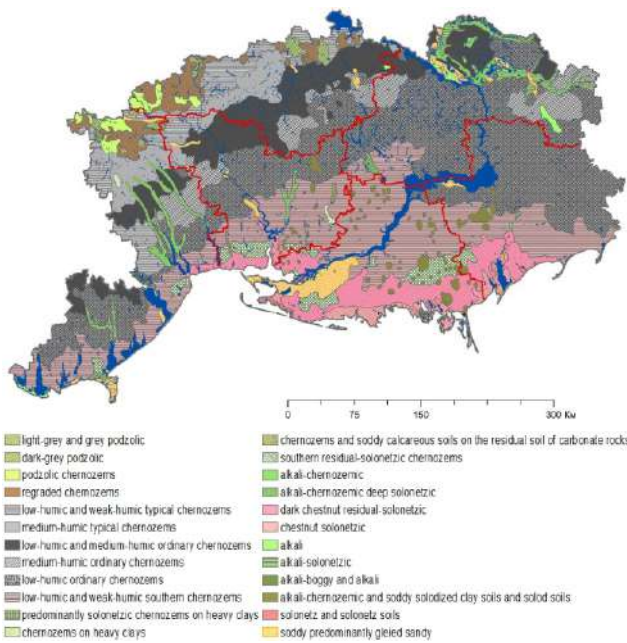 0 75 150 300 Км
light-grey and grey podzolic
dark-grey podzolic
podzolic chernozems
regraded chernozems
low-humic and weak-humic typical chernozems
medium-humic typical chernozems
low-humic and medium-humic ordinary chernozems
medium-humic ordinary chernozems
low-humic ordinary chernozems
low-humic and weak-humic southern chernozems
predominantly solonetzic chernozems on heavy clays
chernozems on heavy clays
chernozems and soddy calcareous soils on the residual soil of carbonate rocks
southern residual-solonetzic chernozems
alkali-chernozemic
alkali-chernozemic deep solonetzic
dark chestnut residual-solonetzic
chestnut solonetzic
alkali
alkali-solonetzic
alkali-boggy and alkali
alkali-chernozemic and soddy solodized clay soils and solod soils
solonetz and solonetz soils
soddy predominantly gleied sandy